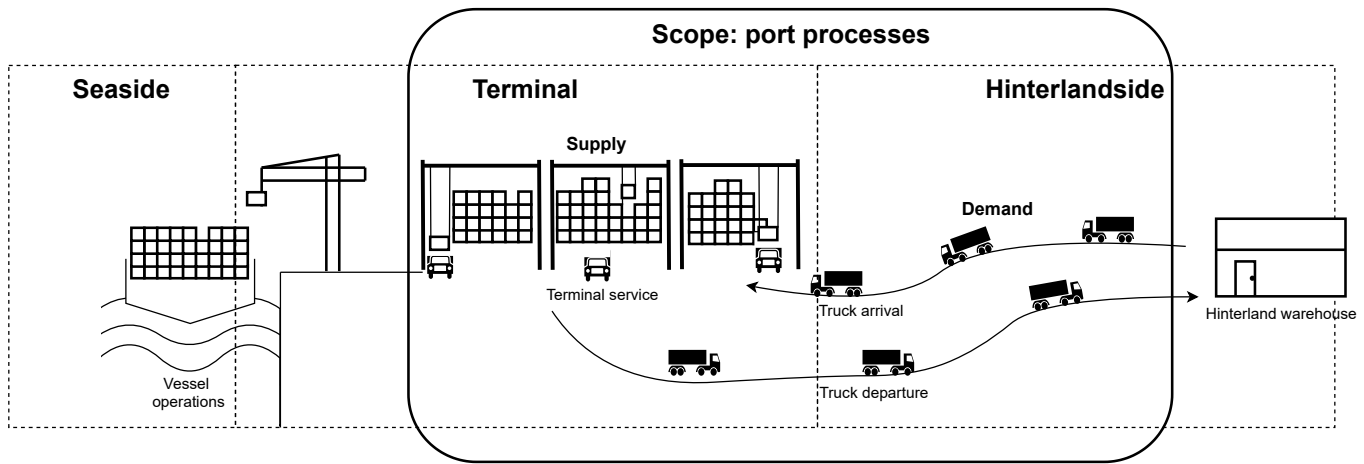 Scope: port processes
Seaside
Terminal
Hinterlandside
Supply
Demand
Terminal service
Truck arrival
Hinterland warehouse
Vessel
operations
Truck departure